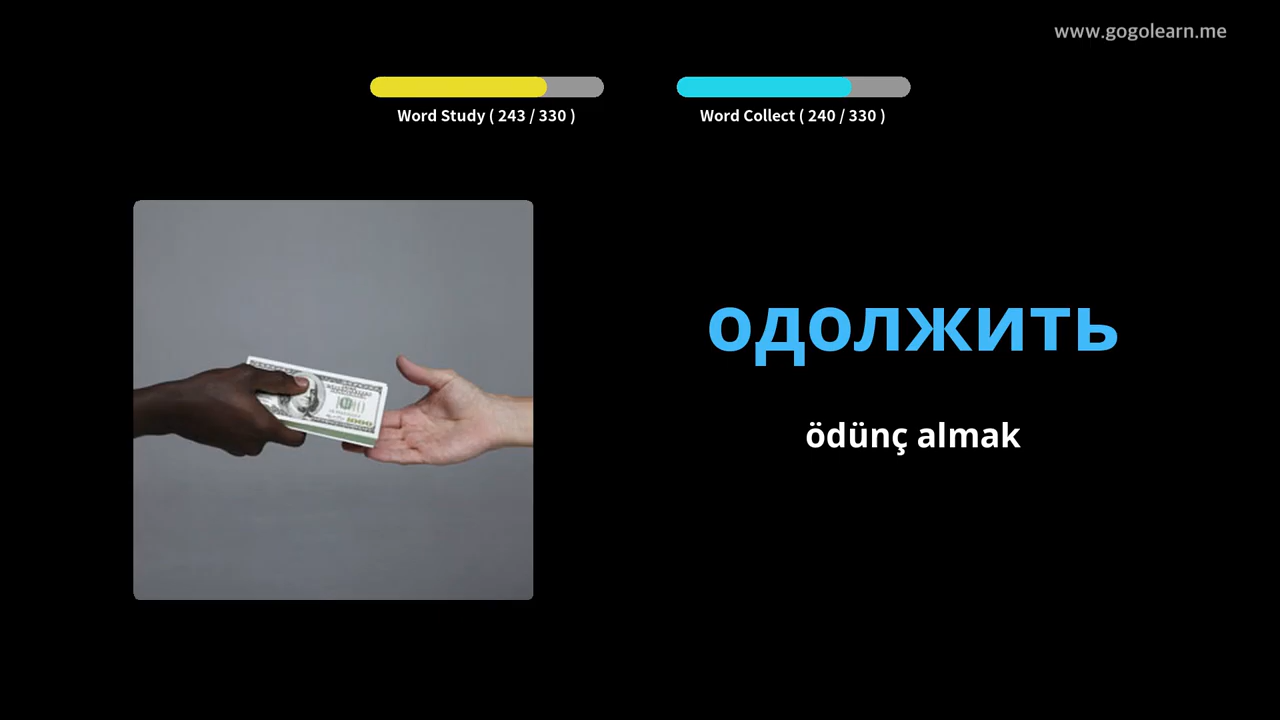 www.gogolearn.me
Word Study ( 243 / 330 )
Word Collect ( 240 / 330 )
одолжить
ödünç almak